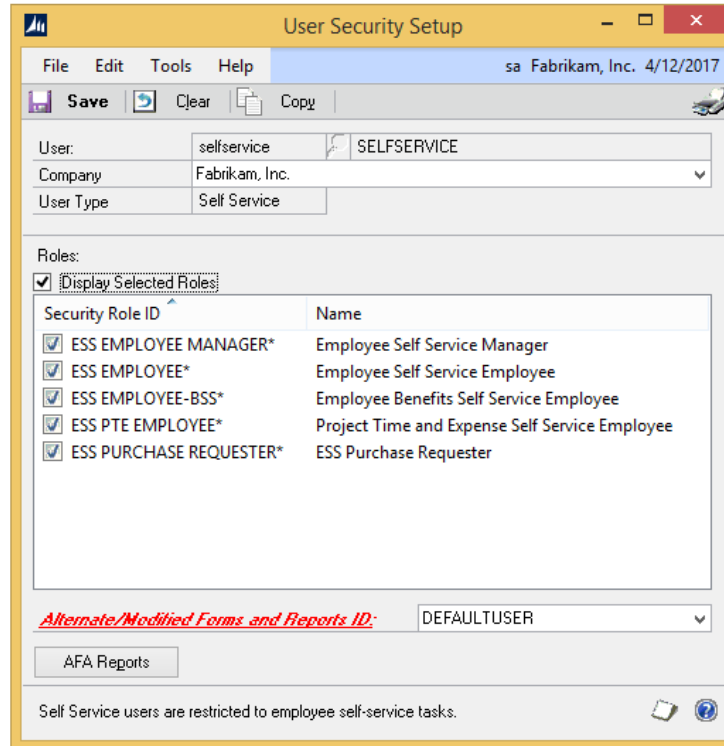 User Security Setup
File Edit Tools Help sa Fabrikam, Inc. 4/12/2017
Save Clear Copy
User: selfservice SELFSERVICE
Company Fabrikam, Inc.
User Type Self Service
Roles:
Display Selected Roles
Security Role ID Name
ESS EMPLOYEE MANAGER* Employee Self Service Manager
ESS EMPLOYEE* Employee Self Service Employee
ESS EMPLOYEE-BSS* Employee Benefits Self Service Employee
ESS PTE EMPLOYEE* Project Time and Expense Self Service Employee
ESS PURCHASE REQUESTER* ESS Purchase Requester
Alternate/Modified Forms and Reports ID: DEFAULTUSER
AFA Reports
Self Service users are restricted to employee self-service tasks.